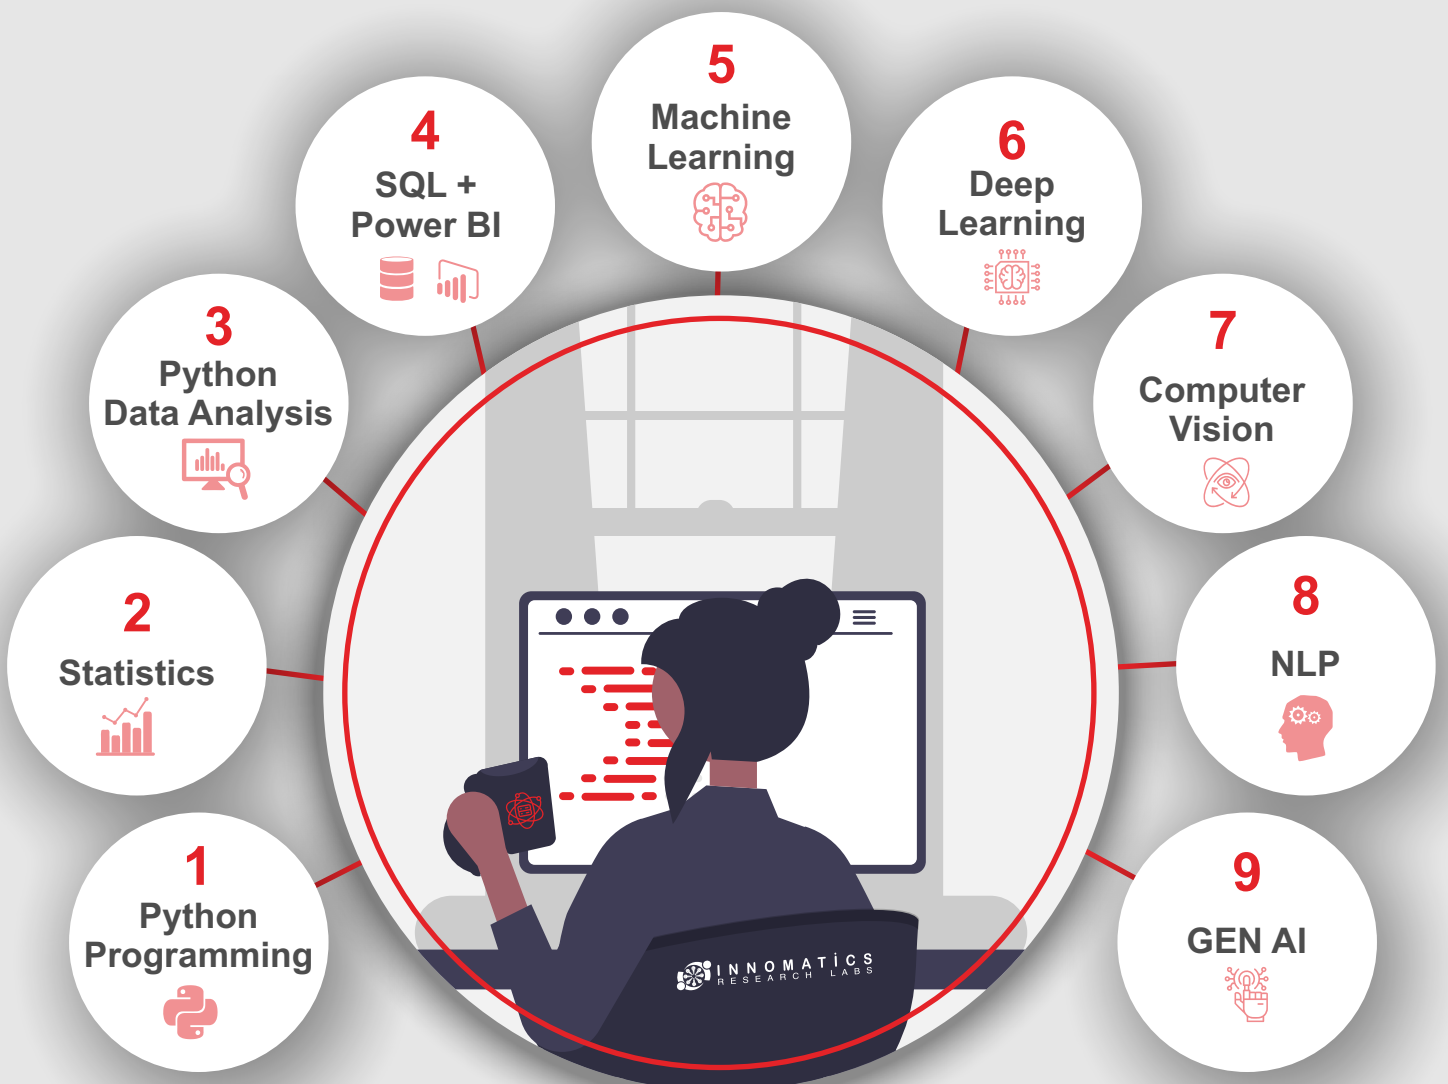 1
Python
Programming
2
Statistics
3
Python
Data Analysis
4
SQL +
Power BI
5
Machine
Learning
6
Deep
Learning
7
Computer
Vision
8
NLP
9
GEN AI
INNOMATICS
RESEARCH LABS